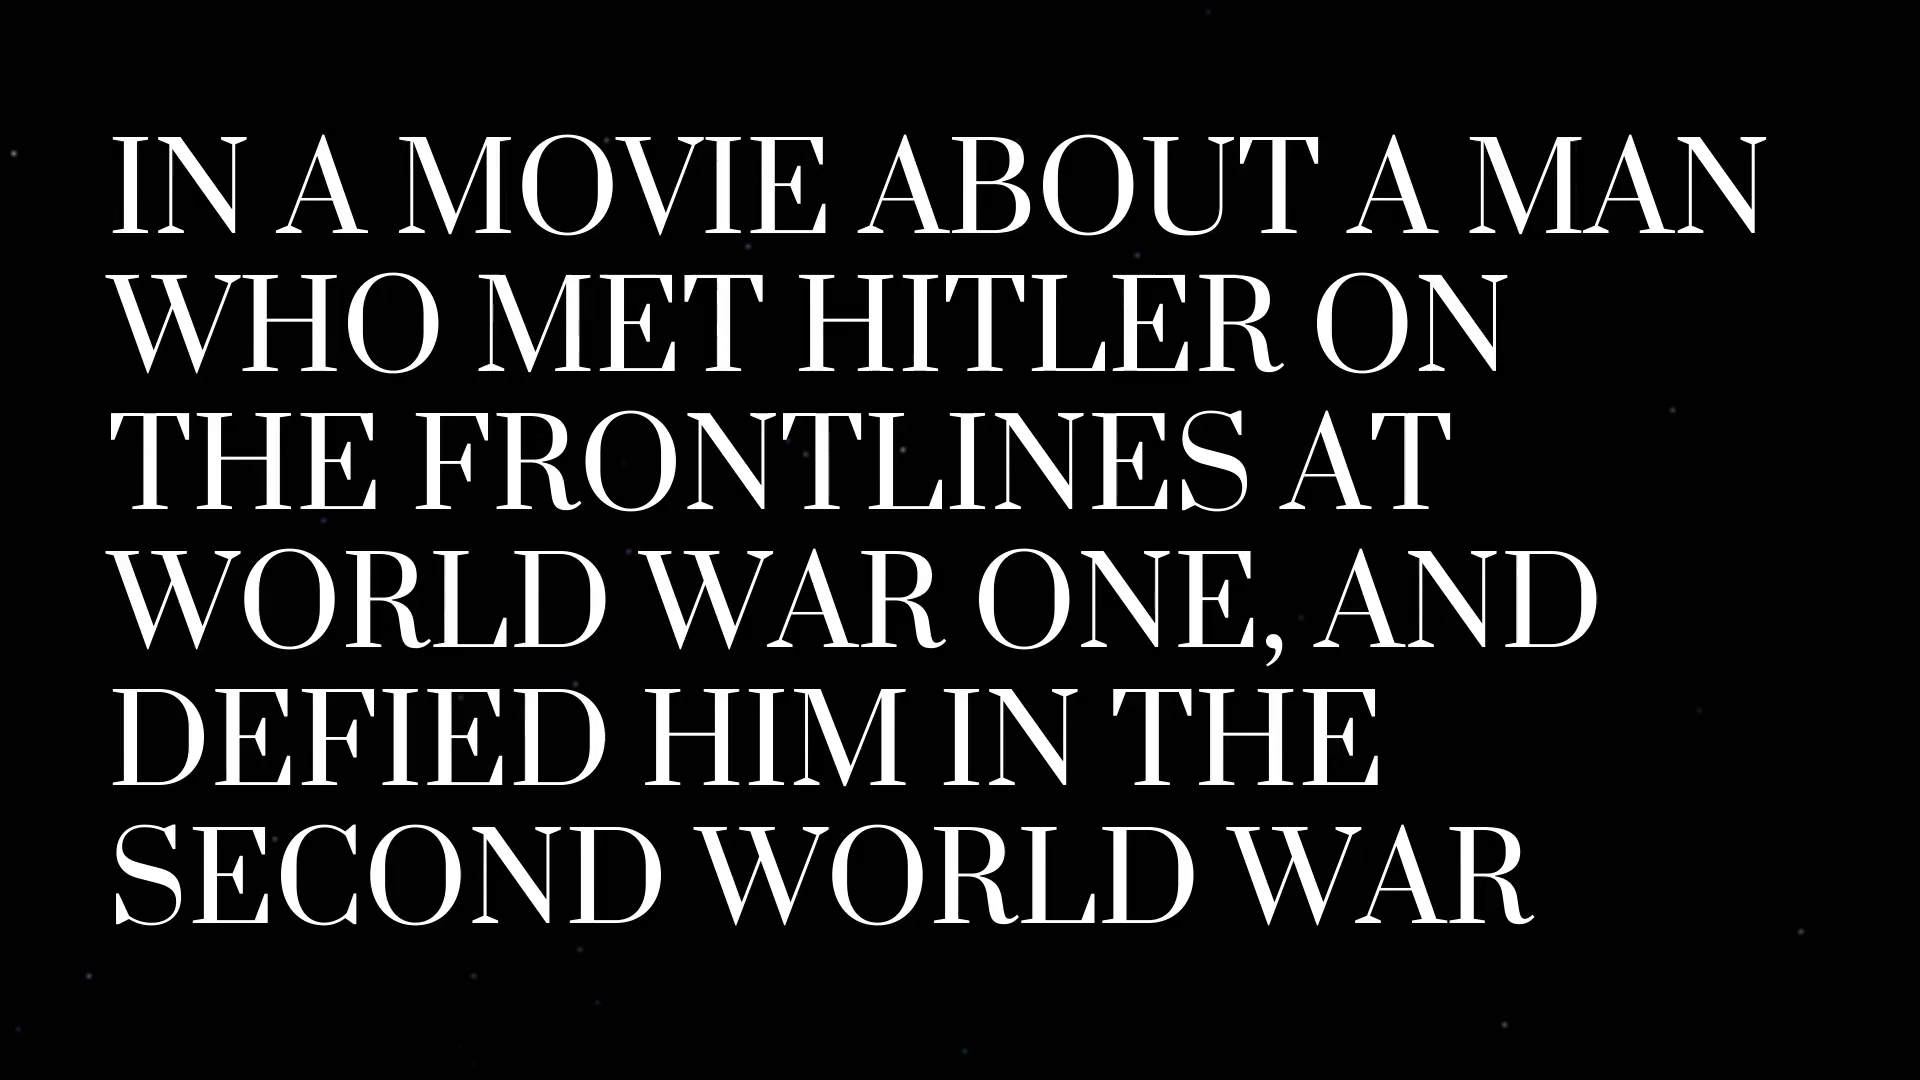 IN A MOVIE ABOUT A MAN
WHO MET HITLER ON
THE FRONTLINES AT
WORLD WAR ONE, AND
DEFIED HIM IN THE
SECOND WORLD WAR